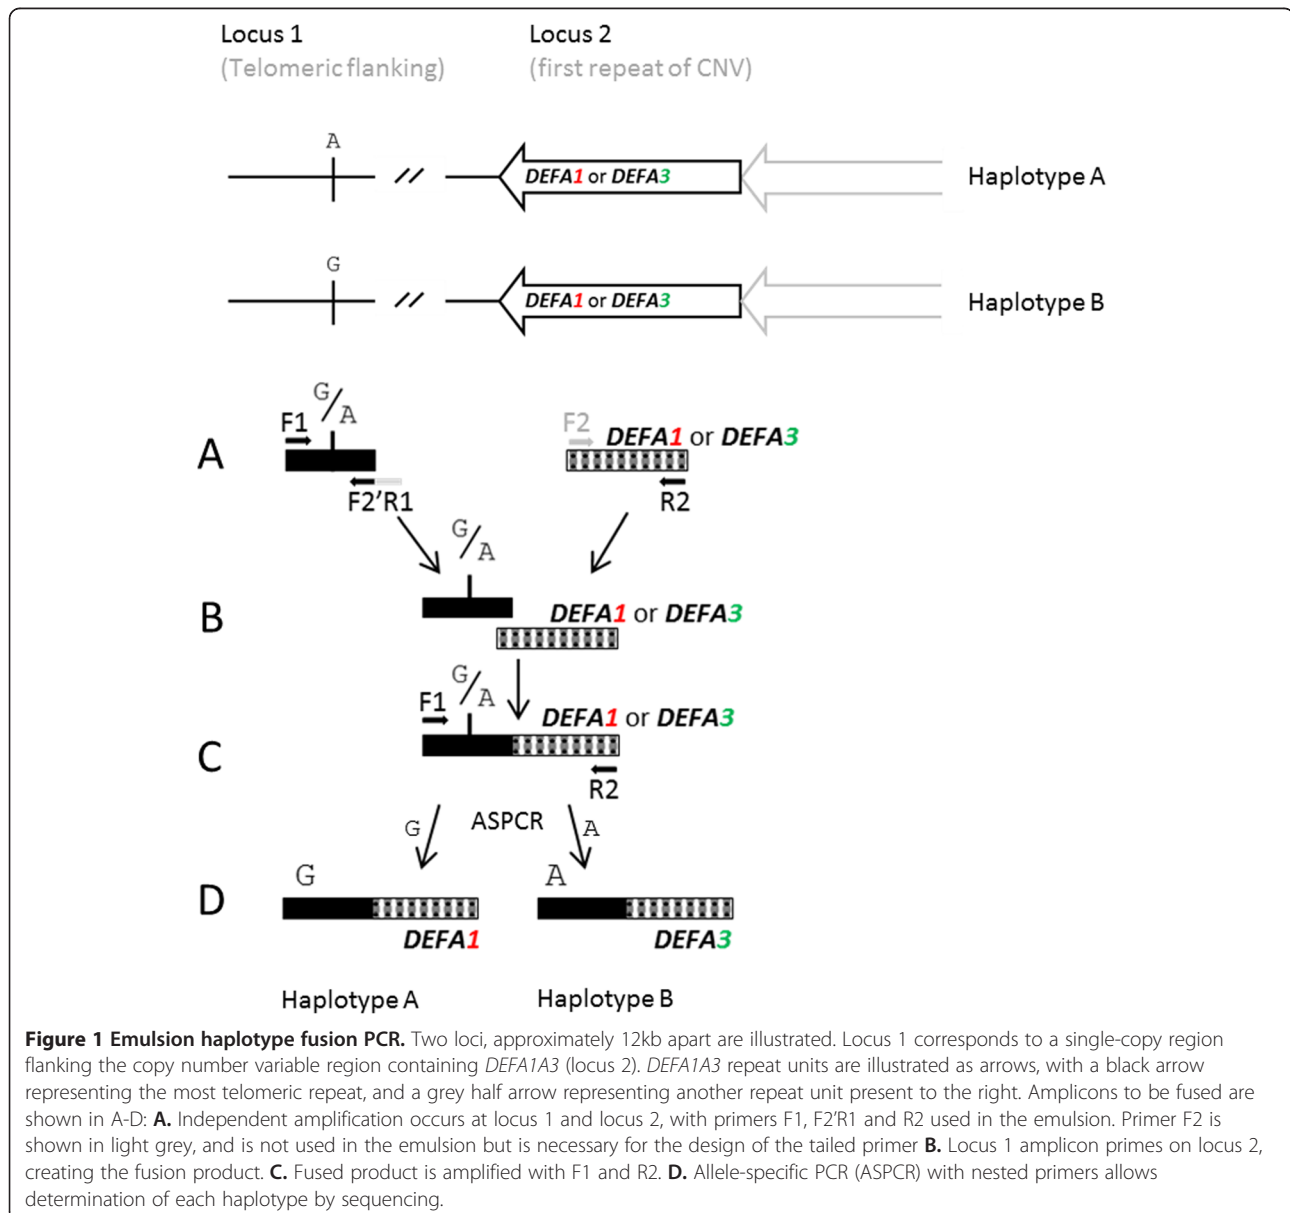 Locus 1 Locus 2
(Telomeric flanking) (first repeat of CNV)
A
DEFA1 or DEFA3 Haplotype A
G
DEFA1 or DEFA3 Haplotype B
G/A
F1 F2 DEFA1 or DEFA3
A
F2'R1 R2
G/A
DEFA1 or DEFA3
B
G/A
F1 DEFA1 or DEFA3
C
R2
G ASPCR A
G A
D
DEFA1 DEFA3
Haplotype A Haplotype B
Figure 1 Emulsion haplotype fusion PCR. Two loci, approximately 12kb apart are illustrated. Locus 1 corresponds to a single-copy region
flanking the copy number variable region containing DEFA1A3 (locus 2). DEFA1A3 repeat units are illustrated as arrows, with a black arrow
representing the most telomeric repeat, and a grey half arrow representing another repeat unit present to the right. Amplicons to be fused are
shown in A-D: A. Independent amplification occurs at locus 1 and locus 2, with primers F1, F2'R1 and R2 used in the emulsion. Primer F2 is
shown in light grey, and is not used in the emulsion but is necessary for the design of the tailed primer B. Locus 1 amplicon primes on locus 2,
creating the fusion product. C. Fused product is amplified with F1 and R2. D. Allele-specific PCR (ASPCR) with nested primers allows
determination of each haplotype by sequencing.